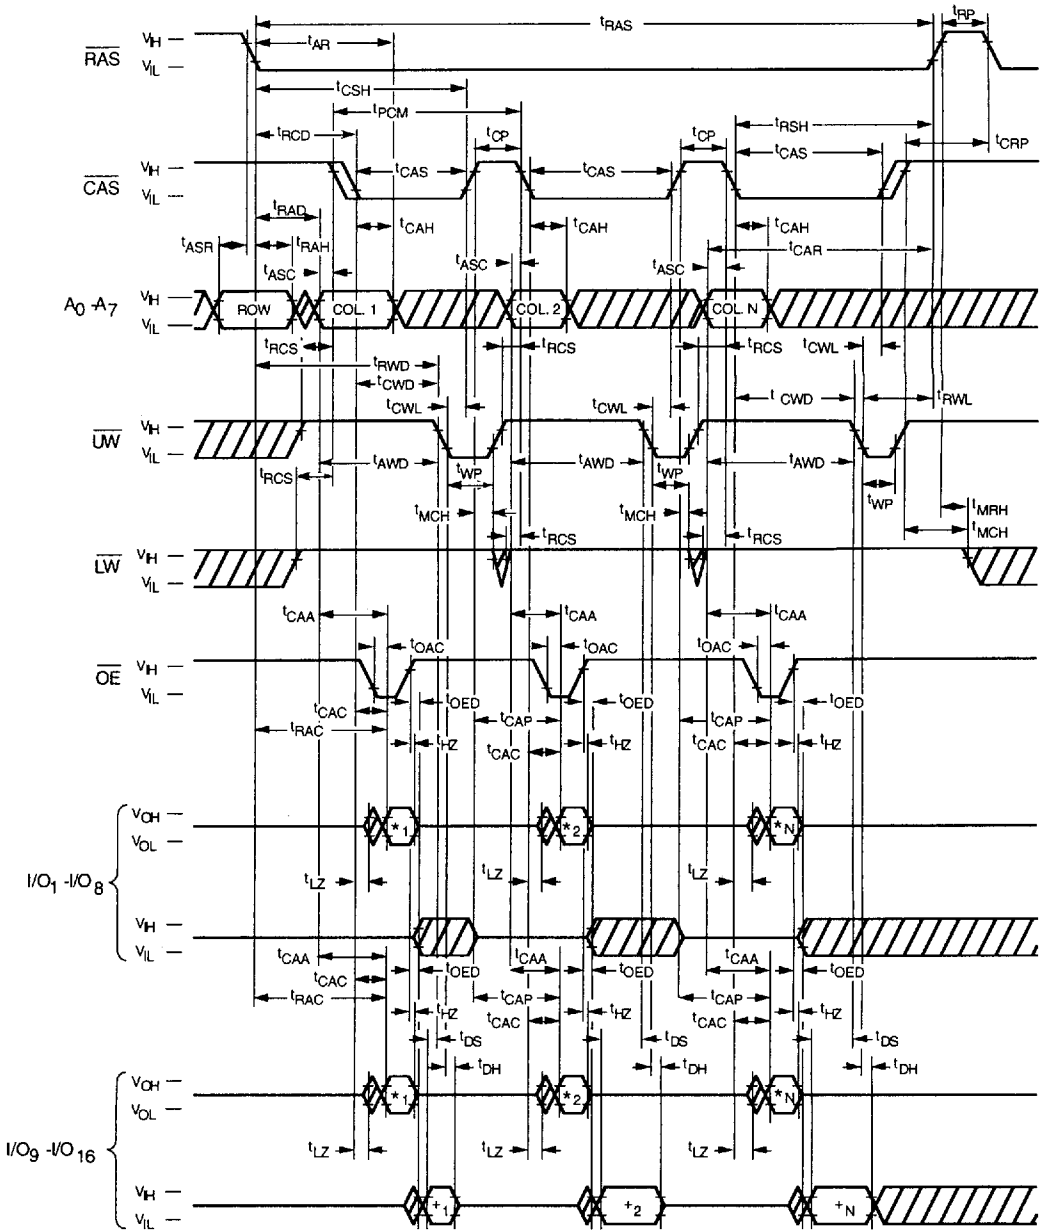 tRAS tRP
RAS VIH tAR
VIL
tCSH
tPCM
tRCD tCP tCP tRSH
CAS VIH tCAS tCAS tCAS tCRP
VIL
tRAD tCAH tCAH tCAH
tASR tRAH tCAR
tASC tASC tASC
A0 -A7 VIH ROW COL. 1 COL. 2 COL. N
VIL
tRCS tRCS tRCS tCWL
tRWD
tCWD tCWD tRWL
tCWL tCWL
UW VIH
VIL
tAWD tAWD tAWD
tRCS tWP tWP tWP
tMCH tMCH tMRH
tMCH
tRCS tRCS
LW VIH
VIL
tCAA tCAA tCAA
tOAC tOAC tOAC
OE VIH
VIL
tOED tOED tOED
tCAC tCAP tCAP
tRAC tHZ tCAC tHZ tCAC tHZ
I/O1 -I/O8
VOH *1 *2 *N
VOL
tLZ tLZ tLZ
VIH
VIL
tCAA tOED tCAA tOED tCAA tOED
tCAC
tRAC tHZ tCAP tHZ tCAP tHZ
tCAC tCAC
tDS tDS tDS
tDH tDH tDH
I/O9 -I/O16
VOH *1 *2 *N
VOL
tLZ tLZ tLZ
VIH +1 +2 +N
VIL